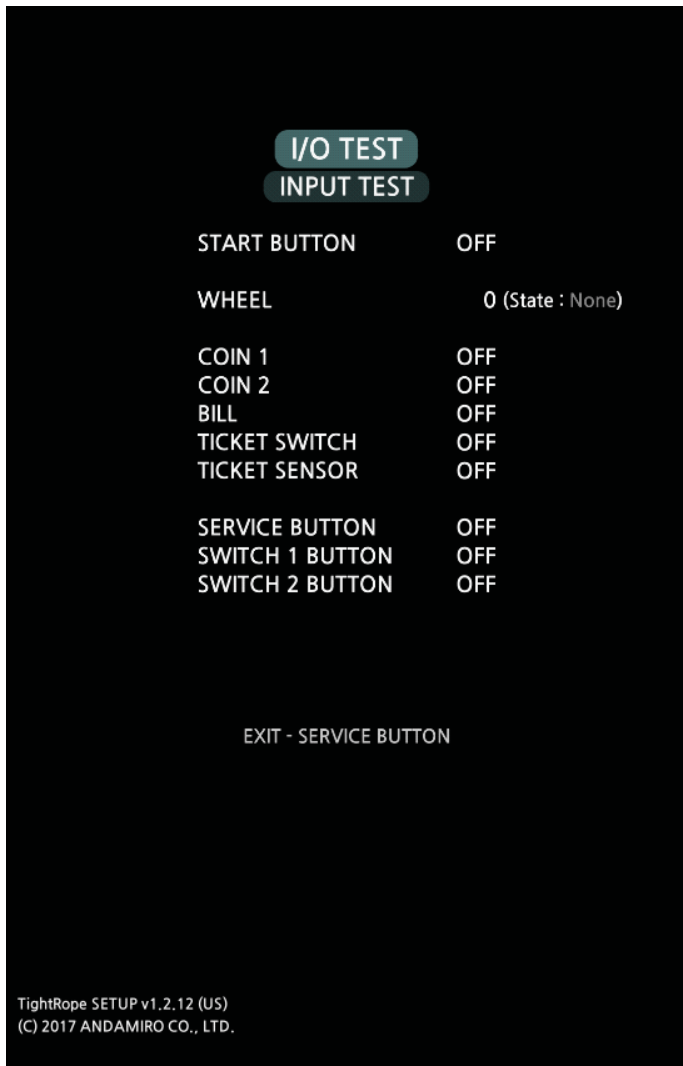 I/O TEST
INPUT TEST
START BUTTON OFF
WHEEL 0 (State : None)
COIN 1 OFF
COIN 2 OFF
BILL OFF
TICKET SWITCH OFF
TICKET SENSOR OFF
SERVICE BUTTON OFF
SWITCH 1 BUTTON OFF
SWITCH 2 BUTTON OFF
EXIT - SERVICE BUTTON
TightRope SETUP v1.2.12 (US)
(C) 2017 ANDAMIRO CO., LTD.